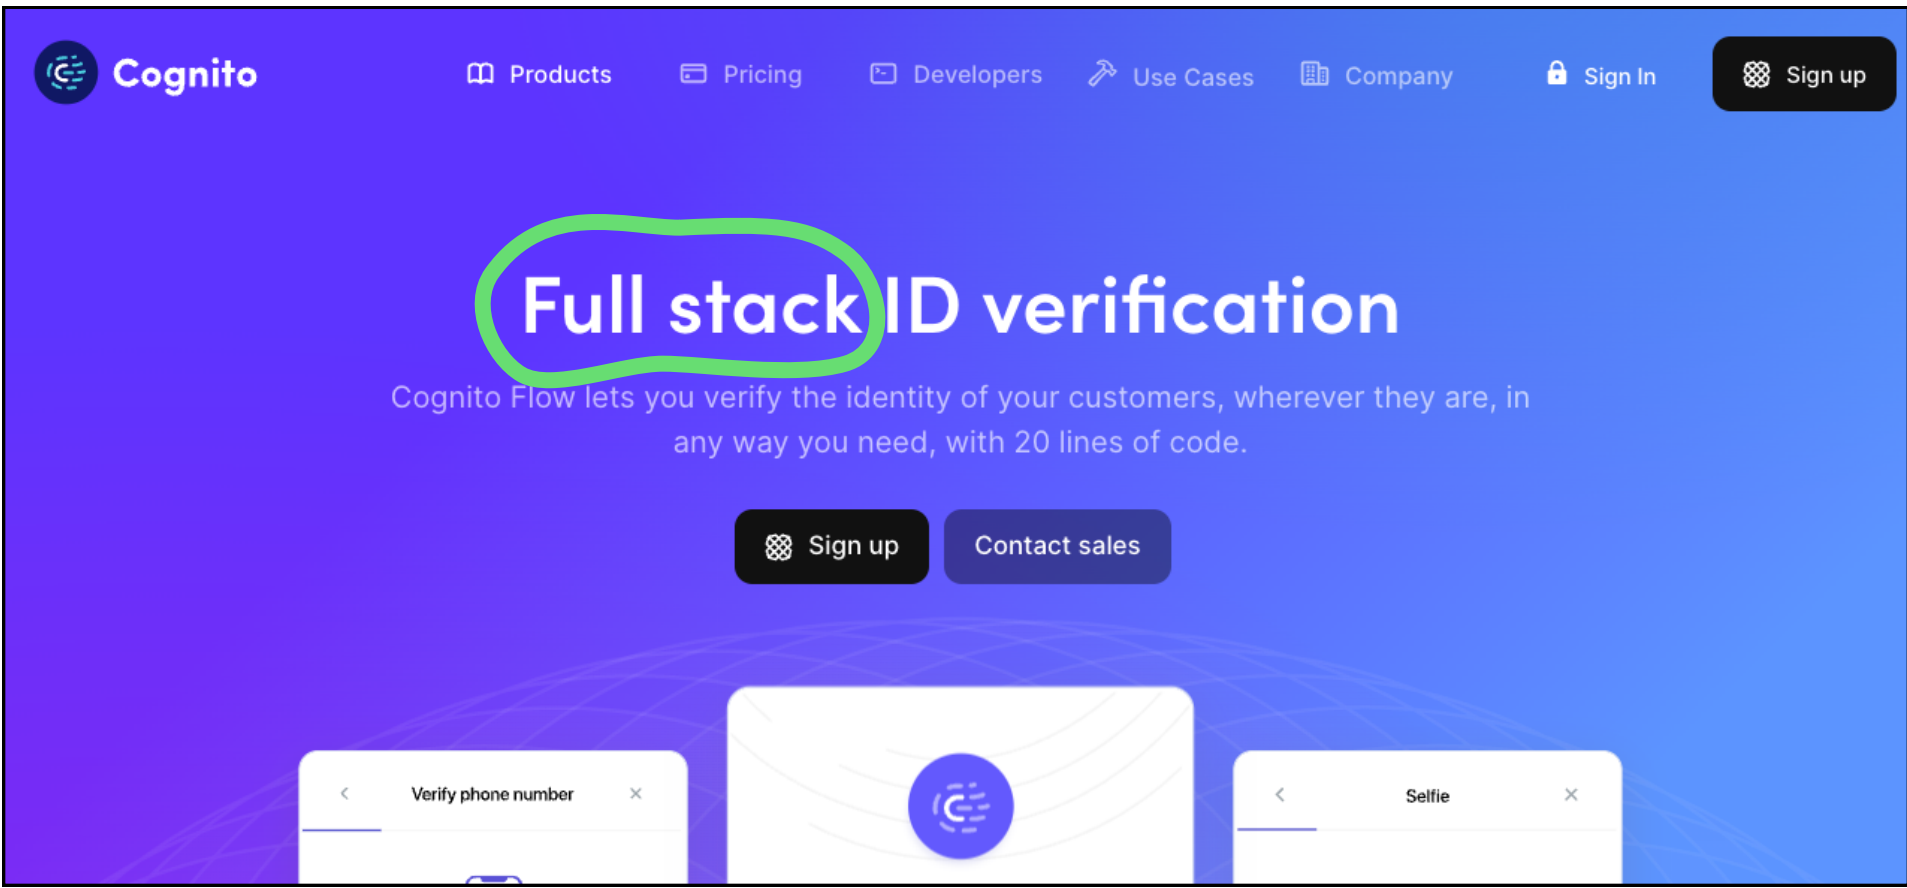 Cognito
Products
Pricing
Developers
Use Cases
Company
Sign In
Sign up
Full stack ID verification
Cognito Flow lets you verify the identity of your customers, wherever they are, in
any way you need, with 20 lines of code.
Sign up
Contact sales
Verify phone number
Selfie